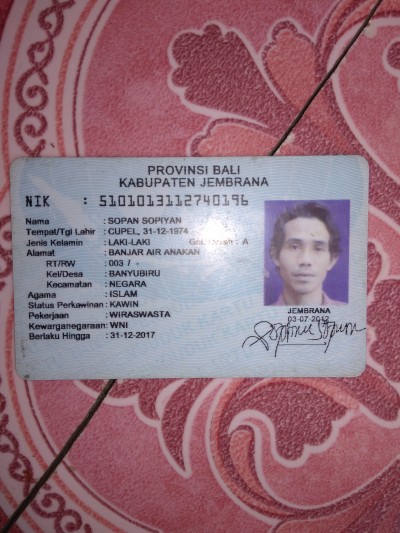 PROVINSI BALI
KABUPATEN JEMBRANA
NIK : 5101013112740196
Nama : SOPAN SOPIYAN
Tempat/Tgl Lahir : CUPEL, 31-12-1974
Jenis Kelamin : LAKI-LAKI Gol. Darah : A
Alamat : BANJAR AIR ANAKAN
RT/RW : 003 / -
Kel/Desa : BANYUBIRU
Kecamatan : NEGARA
Agama : ISLAM
Status Perkawinan : KAWIN
Pekerjaan : WIRASWASTA
Kewarganegaraan : WNI
Berlaku Hingga : 31-12-2017
JEMBRANA
03-07-2012